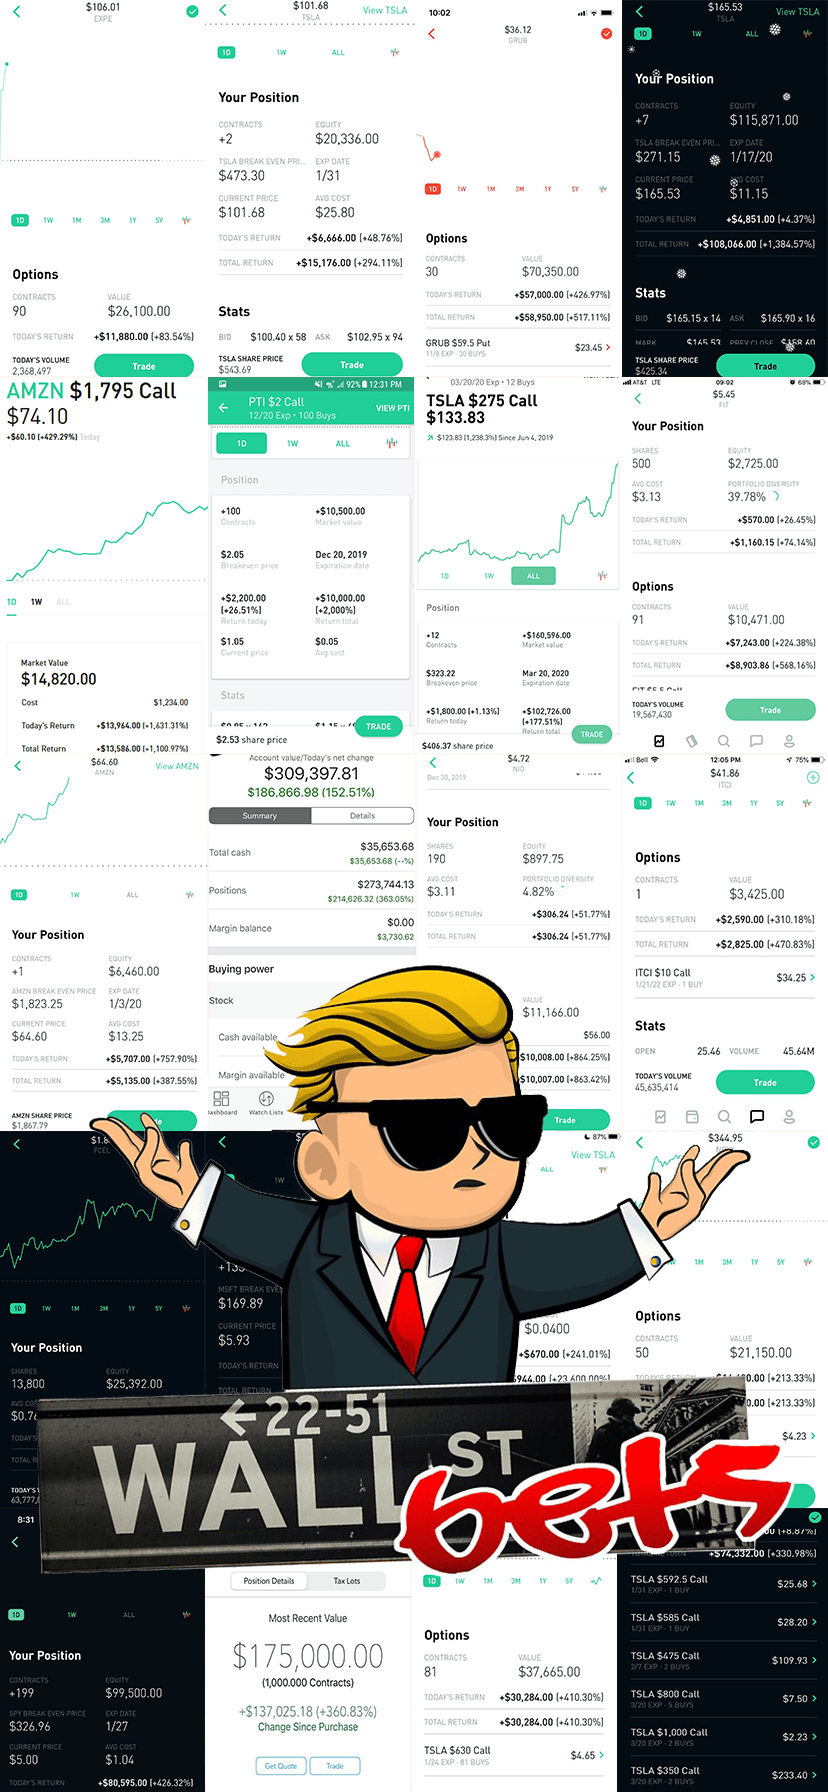 $106.01
EXPE
1D 1W 1M 3M 1Y 5Y
Options
CONTRACTS VALUE
90 $26,100.00
TODAY'S RETURN +$11,880.00 (+83.54%)
TODAY'S VOLUME
2,368,497
Trade
$101.68
TSLA
View TSLA
1D 1W ALL
Your Position
CONTRACTS EQUITY
+2 $20,336.00
TSLA BREAK EVEN PRI... EXP DATE
$473.30 1/31
CURRENT PRICE AVG COST
$101.68 $25.80
TODAY'S RETURN +$6,666.00 (+48.76%)
TOTAL RETURN +$15,176.00 (+294.11%)
Stats
BID $100.40 x 58 ASK $102.95 x 94
TSLA SHARE PRICE
$543.69
Trade
10:02
$36.12
GRUB
1D 1W 1M 3M 1Y 5Y
Options
CONTRACTS VALUE
30 $70,350.00
TODAY'S RETURN +$57,000.00 (+426.97%)
TOTAL RETURN +$58,950.00 (+517.11%)
GRUB $59.5 Put
11/8 EXP · 30 BUYS
$23.45
$165.53
TSLA
View TSLA
1D 1W ALL
Your Position
CONTRACTS EQUITY
+7 $115,871.00
TSLA BREAK EVEN PRI... EXP DATE
$271.15 1/17/20
CURRENT PRICE AVG COST
$165.53 $11.15
TODAY'S RETURN +$4,851.00 (+4.37%)
TOTAL RETURN +$108,066.00 (+1,384.57%)
Stats
BID $165.15 x 14 ASK $165.90 x 16
MARK $165.53 PREV CLOSE $158.60
TSLA SHARE PRICE
$425.34
Trade
AMZN $1,795 Call
$74.10
+$60.10 (+429.29%) Today
1D 1W ALL
Market Value
$14,820.00
Cost $1,234.00
Today's Return +$13,964.00 (+1,631.31%)
Total Return +$13,586.00 (+1,100.97%)
92% 12:31 PM
PTI $2 Call
12/20 Exp • 100 Buys
VIEW PTI
1D 1W ALL
Position
+100 +$10,500.00
Contracts Market value
$2.05 Dec 20, 2019
Breakeven price Expiration date
+$2,200.00 +$10,000.00
(+26.51%) (+2,000%)
Return today Return total
$1.05 $0.05
Current price Avg cost
Stats
$2.53 share price
TRADE
03/20/20 Exp • 12 Buys
TSLA $275 Call
$133.83
$123.83 (1,238.3%) Since Jun 4, 2019
1D 1W ALL
Position
+12 +$160,596.00
Contracts Market value
$323.22 Mar 20, 2020
Breakeven price Expiration date
+$1,800.00 (+1.13%) +$102,726.00
Return today (+177.51%)
Total return
$406.37 share price
TRADE
AT&T LTE 09:02 68%
$5.45
FIT
Your Position
SHARES EQUITY
500 $2,725.00
AVG COST PORTFOLIO DIVERSITY
$3.13 39.78%
TODAY'S RETURN +$570.00 (+26.45%)
TOTAL RETURN +$1,160.15 (+74.14%)
Options
CONTRACTS VALUE
91 $10,471.00
TODAY'S RETURN +$7,243.00 (+224.38%)
TOTAL RETURN +$8,903.86 (+568.16%)
FIT $5.5 Call
TODAY'S VOLUME
19,567,430
Trade
$64.60
AMZN
View AMZN
1D 1W ALL
Your Position
CONTRACTS EQUITY
+1 $6,460.00
AMZN BREAK EVEN PRICE EXP DATE
$1,823.25 1/3/20
CURRENT PRICE AVG COST
$64.60 $13.25
TODAY'S RETURN +$5,707.00 (+757.90%)
TOTAL RETURN +$5,135.00 (+387.55%)
AMZN SHARE PRICE
$1,867.79
Account value/Today's net change
$309,397.81
$186,866.98 (152.51%)
Summary Details
Total cash $35,653.68
$35,653.68 (--%)
Positions $273,744.13
$214,626.32 (363.05%)
Margin balance $0.00
$3,730.62
Buying power
Stock
Cash available
Margin available
Dashboard Watch Lists
$4.72
NIO
Dec 30, 2019
Your Position
SHARES EQUITY
190 $897.75
AVG COST PORTFOLIO DIVERSITY
$3.11 4.82%
TODAY'S RETURN +$306.24 (+51.77%)
TOTAL RETURN +$306.24 (+51.77%)
VALUE
$11,166.00
$56.00
$10,008.00 (+864.25%)
$10,007.00 (+863.42%)
Trade
Bell 12:05 PM 75%
$41.86
ITCI
1D 1W 1M 3M 1Y 5Y
Options
CONTRACTS VALUE
1 $3,425.00
TODAY'S RETURN +$2,590.00 (+310.18%)
TOTAL RETURN +$2,825.00 (+470.83%)
ITCI $10 Call
1/21/22 EXP · 1 BUY
$34.25
Stats
OPEN 25.46 VOLUME 45.64M
TODAY'S VOLUME
45,635,414
Trade
FCEL
1D 1W 1M 3M 1Y 5Y
Your Position
SHARES EQUITY
13,800 $25,392.00
1W
MSFT BREAK EVE
$169.89
CURRENT PRICE
$5.93
TODAY'S RETURN
TOTAL RETURN
87%
View TSLA
ALL
$0.0400
+$670.00 (+241.01%)
$344.95
1M 3M 1Y 5Y
Options
CONTRACTS VALUE
50 $21,150.00
(+213.33%)
(+213.33%)
$4.23
22-51
WALL ST
bets
8:31
1D 1W ALL
Your Position
CONTRACTS EQUITY
+199 $99,500.00
SPY BREAK EVEN PRICE EXP DATE
$326.96 1/27
CURRENT PRICE AVG COST
$5.00 $1.04
TODAY'S RETURN +$80,595.00 (+426.32%)
Position Details Tax Lots
Most Recent Value
$175,000.00
(1,000.000 Contracts)
+$137,025.18 (+360.83%)
Change Since Purchase
Get Quote Trade
1D 1W 1M 3M 1Y 5Y
Options
CONTRACTS VALUE
81 $37,665.00
TODAY'S RETURN +$30,284.00 (+410.30%)
TOTAL RETURN +$30,284.00 (+410.30%)
TSLA $630 Call
1/24 EXP · 81 BUYS
$4.65
+$74,332.00 (+330.98%)
TSLA $592.5 Call
1/31 EXP · 1 BUY
$25.68
TSLA $585 Call
1/31 EXP · 1 BUY
$28.20
TSLA $475 Call
2/7 EXP · 2 BUYS
$109.93
TSLA $800 Call
3/20 EXP · 5 BUYS
$7.50
TSLA $1,000 Call
3/20 EXP · 2 BUYS
$2.23
TSLA $350 Call
3/20 EXP · 2 BUYS
$233.40